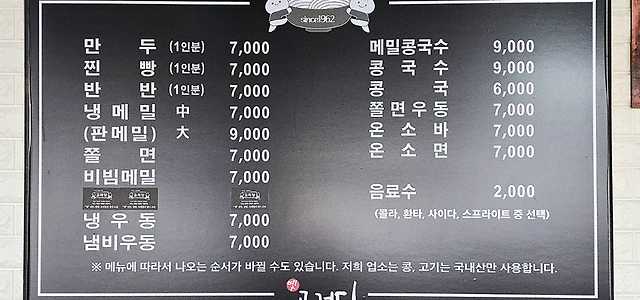 since1962
만두 (1인분) 7,000
찐빵 (1인분) 7,000
반반 (1인분) 7,000
냉메밀 中 7,000
(판메밀) 大 9,000
쫄면 7,000
비빔메밀 7,000
냉우동 7,000
냄비우동 7,000
메밀콩국수 9,000
콩국수 9,000
콩국 6,000
쫄면우동 7,000
온소바 7,000
온소면 7,000
음료수 2,000
(콜라, 환타, 사이다, 스프라이트 중 선택)
※ 메뉴에 따라서 나오는 순서가 바뀔 수도 있습니다. 저희 업소는 콩, 고기는 국내산만 사용합니다.